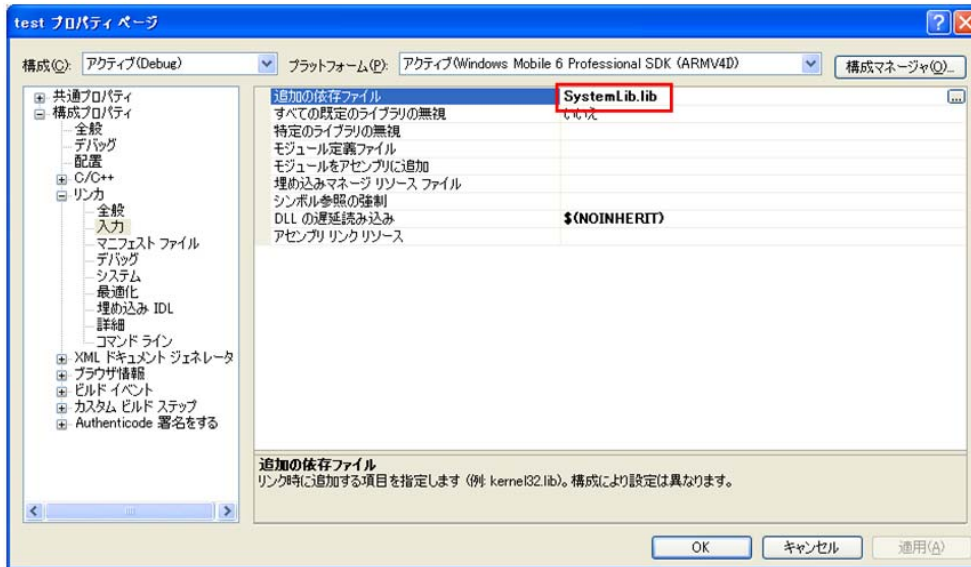 test プロパティ ページ
構成(C): アクティブ(Debug) プラットフォーム(P): アクティブ(Windows Mobile 6 Professional SDK (ARMV4I)) 構成マネージャ(O)...
共通プロパティ
構成プロパティ
全般
デバッグ
配置
C/C++
リンカ
全般
入力
マニフェスト ファイル
デバッグ
システム
最適化
埋め込み IDL
詳細
コマンド ライン
XML ドキュメント ジェネレータ
ブラウザ情報
ビルド イベント
カスタム ビルド ステップ
Authenticode 署名をする
追加の依存ファイル SystemLib.lib ...
すべての既定のライブラリの無視 いいえ
特定のライブラリの無視
モジュール定義ファイル
モジュールをアセンブリに追加
埋め込みマネージ リソース ファイル
シンボル参照の強制
DLL の遅延読み込み $(NOINHERIT)
アセンブリ リンク リソース
追加の依存ファイル
リンク時に追加する項目を指定します (例: kernel32.lib)。構成により設定は異なります。
OK キャンセル 適用(A)